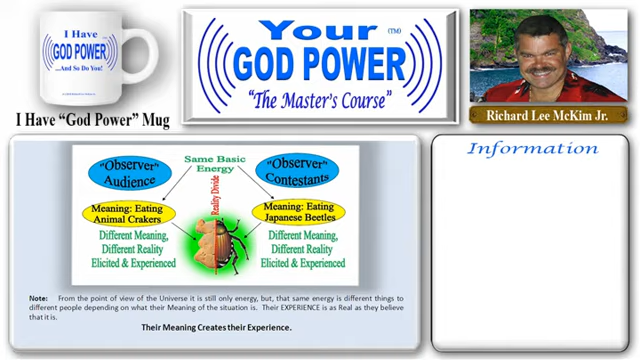 I Have
GOD POWER
...And So Do You!
I Have “God Power” Mug
Your (TM)
GOD POWER
“The Master's Course”
Richard Lee McKim Jr.
“Observer”
Audience
Same Basic
Energy
“Observer”
Contestants
Reality Divide
Meaning: Eating
Animal Crakers
Meaning: Eating
Japanese Beetles
Different Meaning,
Different Reality
Elicited & Experienced
Different Meaning,
Different Reality
Elicited & Experienced
Note: From the point of view of the Universe it is still only energy, but, that same energy is different things to
different people depending on what their Meaning of the situation is. Their EXPERIENCE is as Real as they believe
that it is.
Their Meaning Creates their Experience.
Information